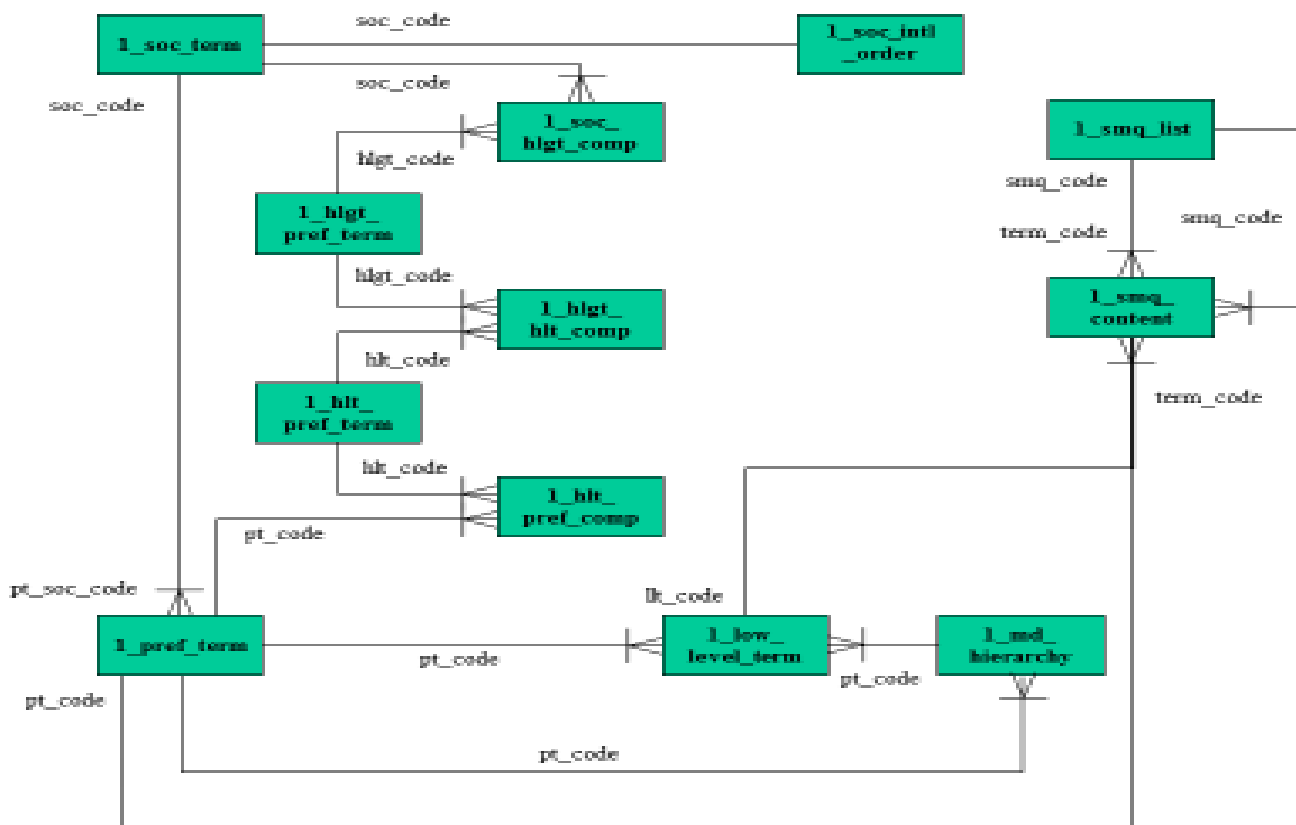 soc_code
1_soc_term
1_soc_intl
_order
soc_code
soc_code
1_soc_
hlgt_comp
1_smq_list
hlgt_code
smq_code
1_hlgt_
pref_term
smq_code
term_code
hlgt_code
1_hlgt_
hlt_comp
1_smq_
content
hlt_code
1_hlt_
pref_term
term_code
hlt_code
1_hlt_
pref_comp
pt_code
pt_soc_code
llt_code
1_pref_term
1_low_
level_term
1_md_
hierarchy
pt_code
pt_code
pt_code
pt_code